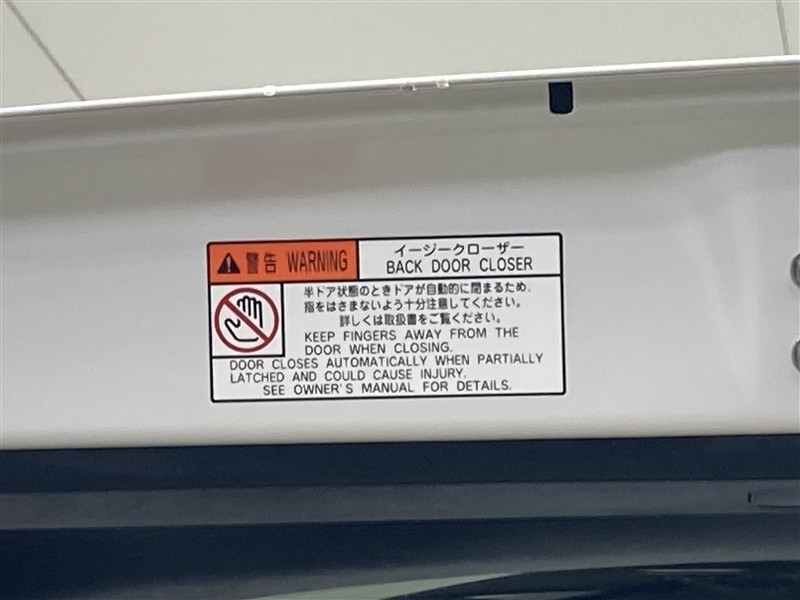 警告 WARNING
イージークローザー
BACK DOOR CLOSER
半ドア状態のときドアが自動的に閉まるため、
指をはさまないよう十分注意してください。
詳しくは取扱書をご覧ください。
KEEP FINGERS AWAY FROM THE
DOOR WHEN CLOSING.
DOOR CLOSES AUTOMATICALLY WHEN PARTIALLY
LATCHED AND COULD CAUSE INJURY.
SEE OWNER'S MANUAL FOR DETAILS.